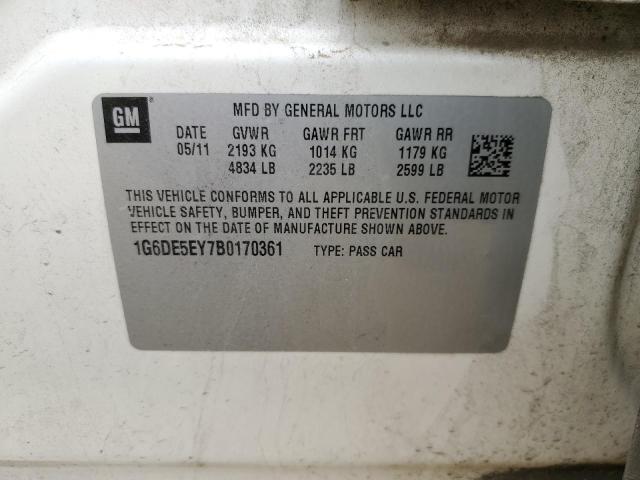 GM®
MFD BY GENERAL MOTORS LLC
DATE GVWR GAWR FRT GAWR RR
05/11 2193 KG 1014 KG 1179 KG
4834 LB 2235 LB 2599 LB
THIS VEHICLE CONFORMS TO ALL APPLICABLE U.S. FEDERAL MOTOR
VEHICLE SAFETY, BUMPER, AND THEFT PREVENTION STANDARDS IN
EFFECT ON THE DATE OF MANUFACTURE SHOWN ABOVE.
1G6DE5EY7B0170361 TYPE: PASS CAR